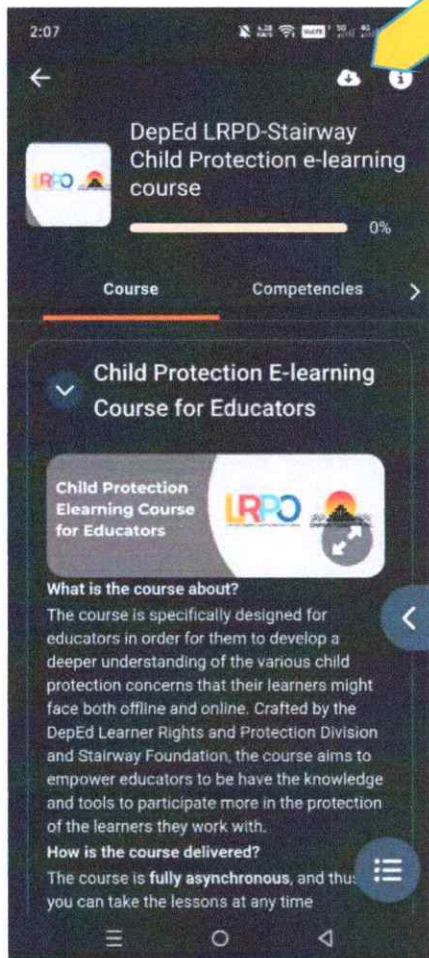 2:07
DepEd LRPD-Stairway
Child Protection e-learning
course
LRPO
0%
Course
Competencies
Child Protection E-learning
Course for Educators
Child Protection
Elearning Course
for Educators
LRPO
What is the course about?
The course is specifically designed for
educators in order for them to develop a
deeper understanding of the various child
protection concerns that their learners might
face both offline and online. Crafted by the
DepEd Learner Rights and Protection Division
and Stairway Foundation, the course aims to
empower educators to be have the knowledge
and tools to participate more in the protection
of the learners they work with.
How is the course delivered?
The course is fully asynchronous, and thus
you can take the lessons at any time